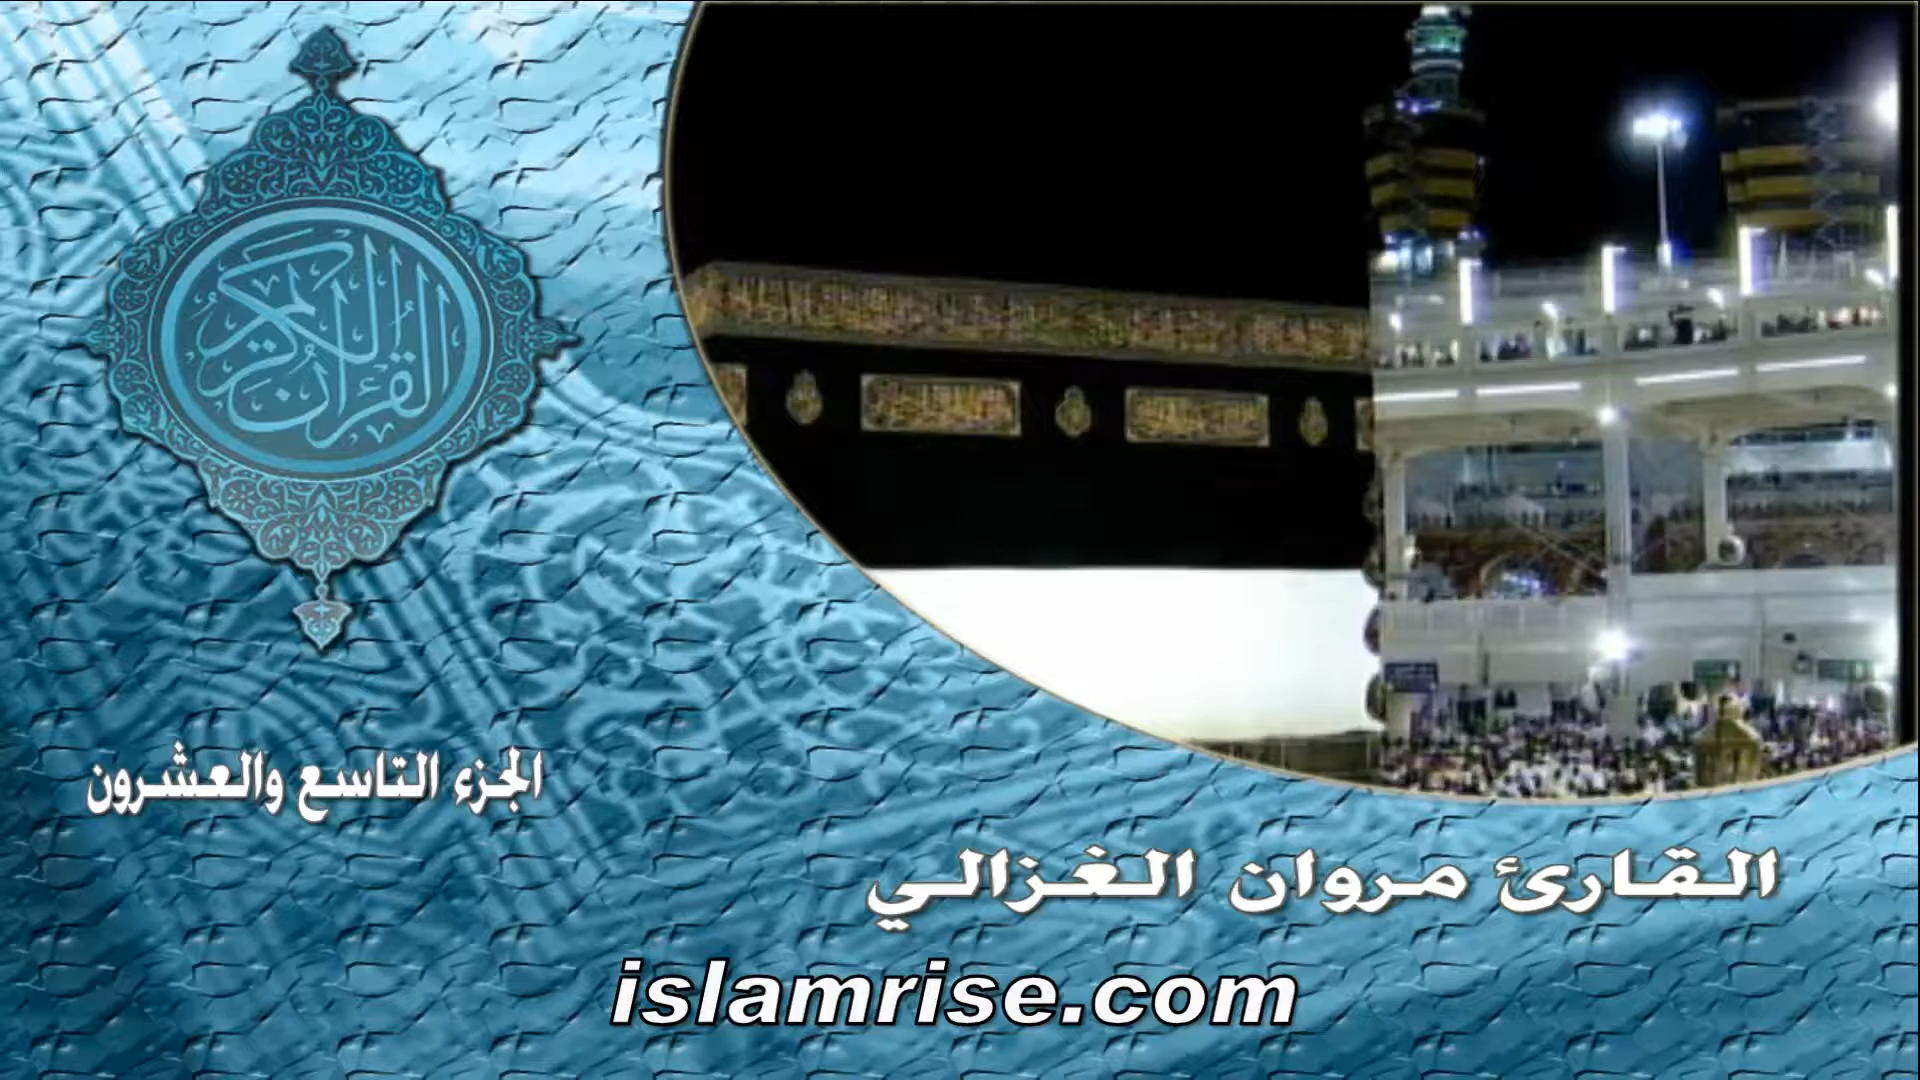 القرآن الكريم
الجزء التاسع والعشرون
القارئ مروان الغزالي
islamrise.com